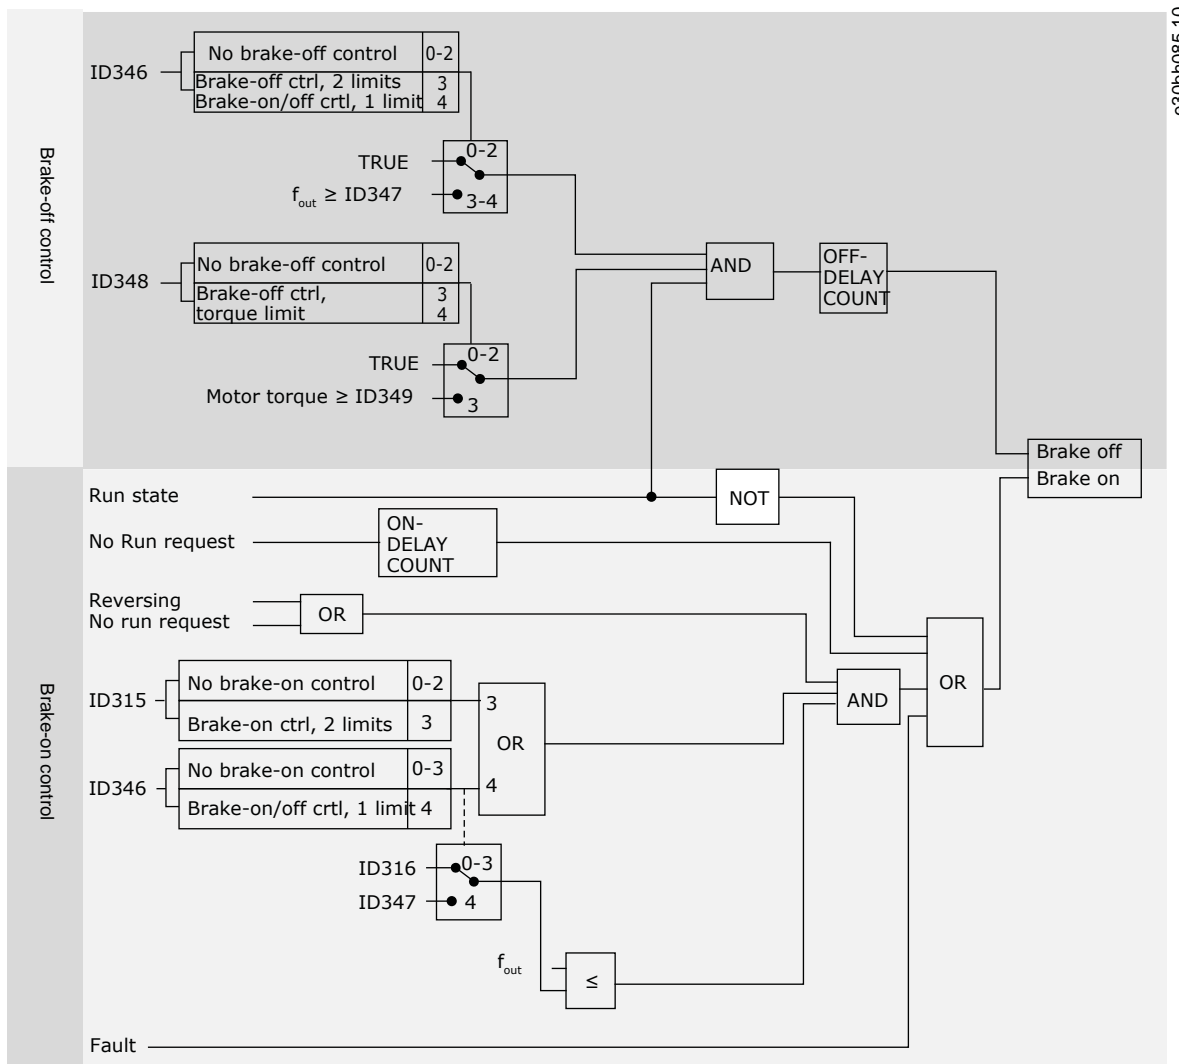 e30bh085.10
Brake-off control
ID346
No brake-off control 0-2
Brake-off ctrl, 2 limits 3
Brake-on/off crtl, 1 limit 4
0-2
TRUE
fout ≥ ID347
3-4
ID348
No brake-off control 0-2
Brake-off ctrl, 3
torque limit 4
0-2
TRUE
Motor torque ≥ ID349
3
AND
OFF-
DELAY
COUNT
Brake off
Brake on
Brake-on control
Run state
NOT
No Run request
ON-
DELAY
COUNT
Reversing
No run request
OR
ID315
No brake-on control 0-2
Brake-on ctrl, 2 limits 3
ID346
No brake-on control 0-3
Brake-on/off crtl, 1 limit 4
3
OR
4
AND
OR
ID316
0-3
ID347
4
fout
≤
Fault